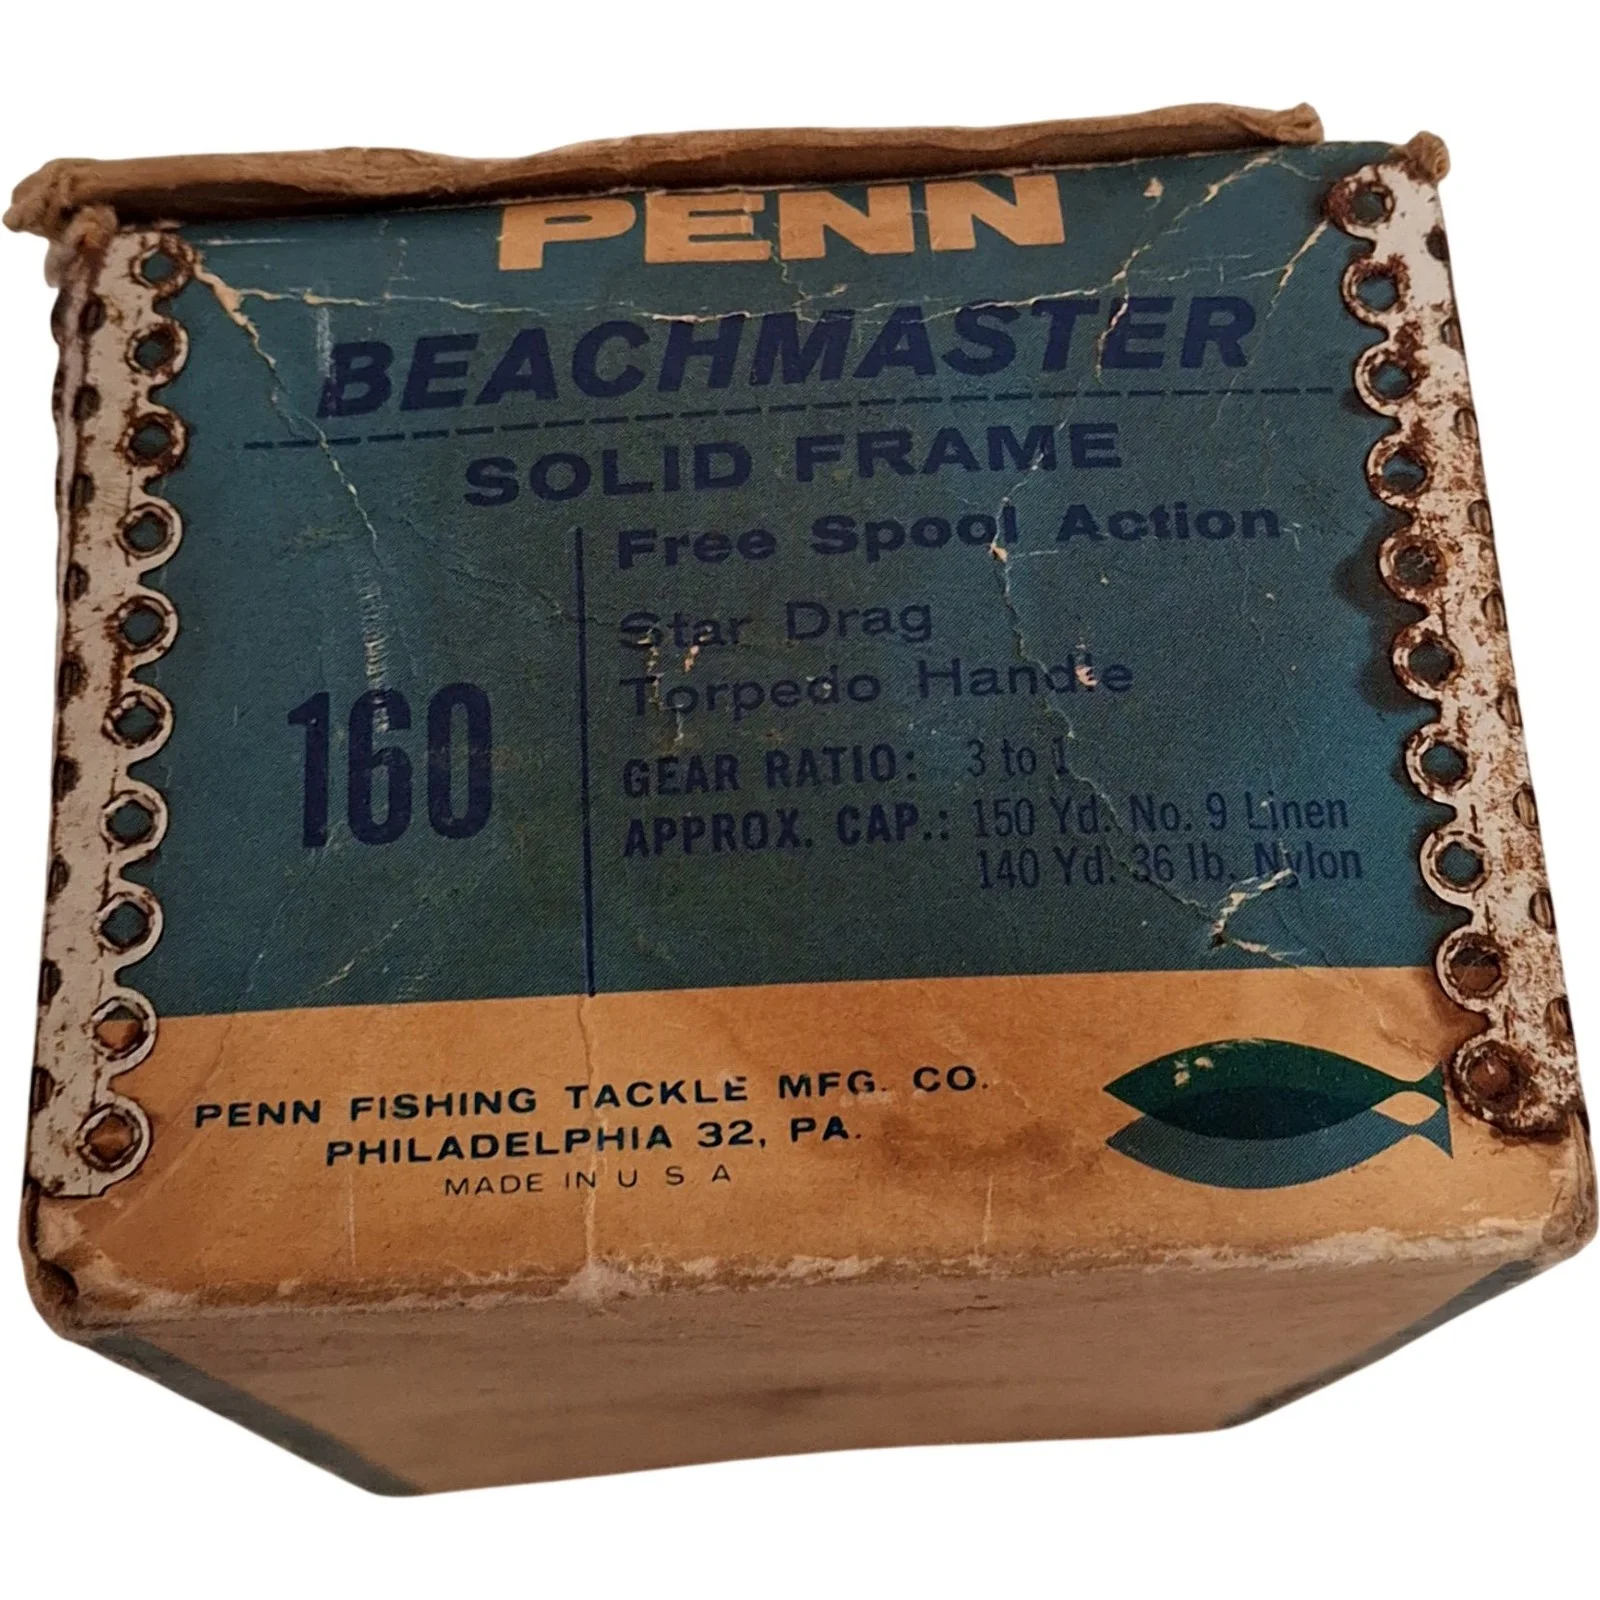 PENN
BEACHMASTER
SOLID FRAME
Free Spool Action
Star Drag
Torpedo Handle
160
GEAR RATIO: 3 to 1
APPROX. CAP.: 150 Yd. No. 9 Linen
140 Yd. 36 lb. Nylon
PENN FISHING TACKLE MFG. CO.
PHILADELPHIA 32, PA.
MADE IN U S A